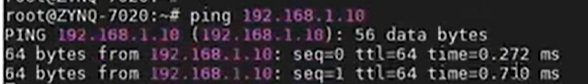 root@ZYNQ-7020:~# ping 192.168.1.10
PING 192.168.1.10 (192.168.1.10): 56 data bytes
64 bytes from 192.168.1.10: seq=0 ttl=64 time=0.272 ms
64 bytes from 192.168.1.10: seq=1 ttl=64 time=0.710 ms